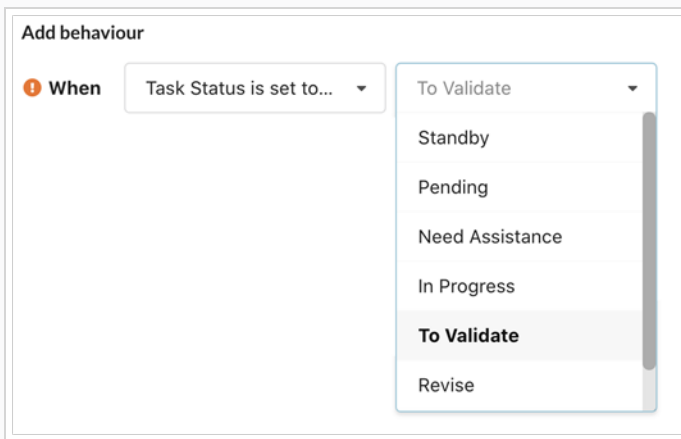 Add behaviour
When Task Status is set to... To Validate
Standby
Pending
Need Assistance
In Progress
To Validate
Revise